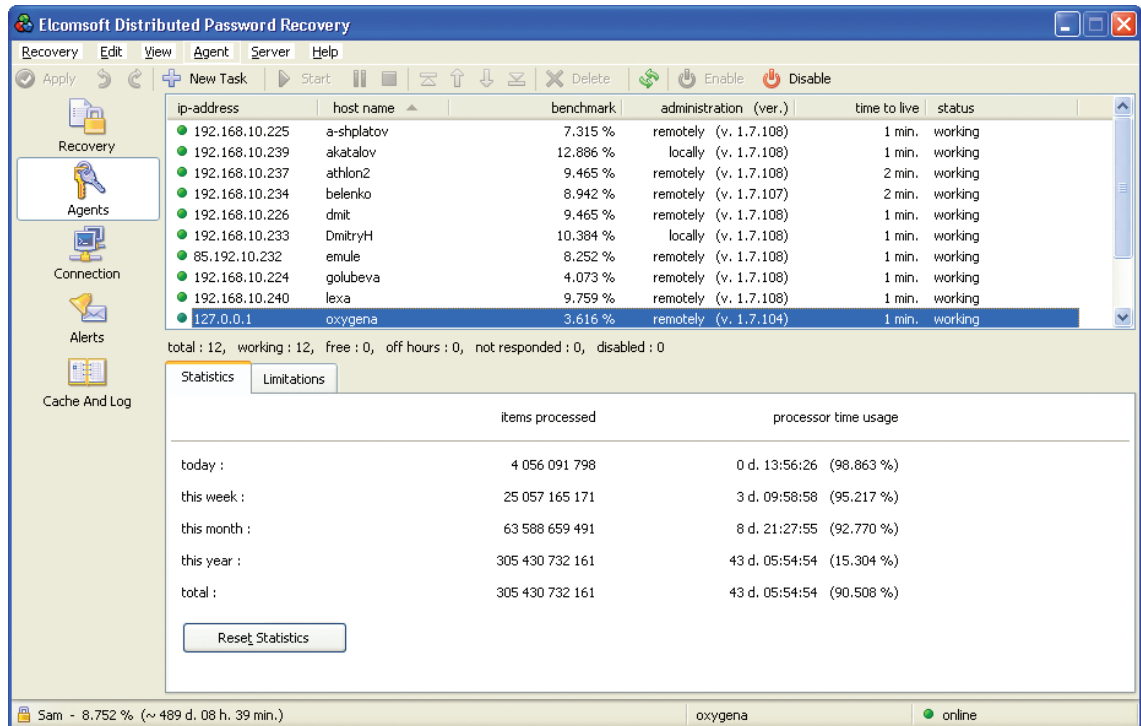 Elcomsoft Distributed Password Recovery
Recovery Edit View Agent Server Help
Apply New Task Start Delete Enable Disable
Recovery
Agents
Connection
Alerts
Cache And Log
ip-address host name benchmark administration (ver.) time to live status
192.168.10.225 a-shplatov 7.315 % remotely (v. 1.7.108) 1 min. working
192.168.10.239 akatalov 12.886 % locally (v. 1.7.108) 1 min. working
192.168.10.237 athlon2 9.465 % remotely (v. 1.7.108) 2 min. working
192.168.10.234 belenko 8.942 % remotely (v. 1.7.107) 2 min. working
192.168.10.226 dmit 9.465 % remotely (v. 1.7.108) 1 min. working
192.168.10.233 DmitryH 10.384 % locally (v. 1.7.108) 1 min. working
85.192.10.232 emule 8.252 % remotely (v. 1.7.108) 1 min. working
192.168.10.224 golubeva 4.073 % remotely (v. 1.7.108) 1 min. working
192.168.10.240 lexa 9.759 % remotely (v. 1.7.108) 1 min. working
127.0.0.1 oxygena 3.616 % remotely (v. 1.7.104) 1 min. working
total : 12, working : 12, free : 0, off hours : 0, not responded : 0, disabled : 0
Statistics Limitations
items processed processor time usage
today : 4 056 091 798 0 d. 13:56:26 (98.863 %)
this week : 25 057 165 171 3 d. 09:58:58 (95.217 %)
this month : 63 588 659 491 8 d. 21:27:55 (92.770 %)
this year : 305 430 732 161 43 d. 05:54:54 (15.304 %)
total : 305 430 732 161 43 d. 05:54:54 (90.508 %)
Reset Statistics
Sam - 8.752 % (~ 489 d. 08 h. 39 min.) oxygena online